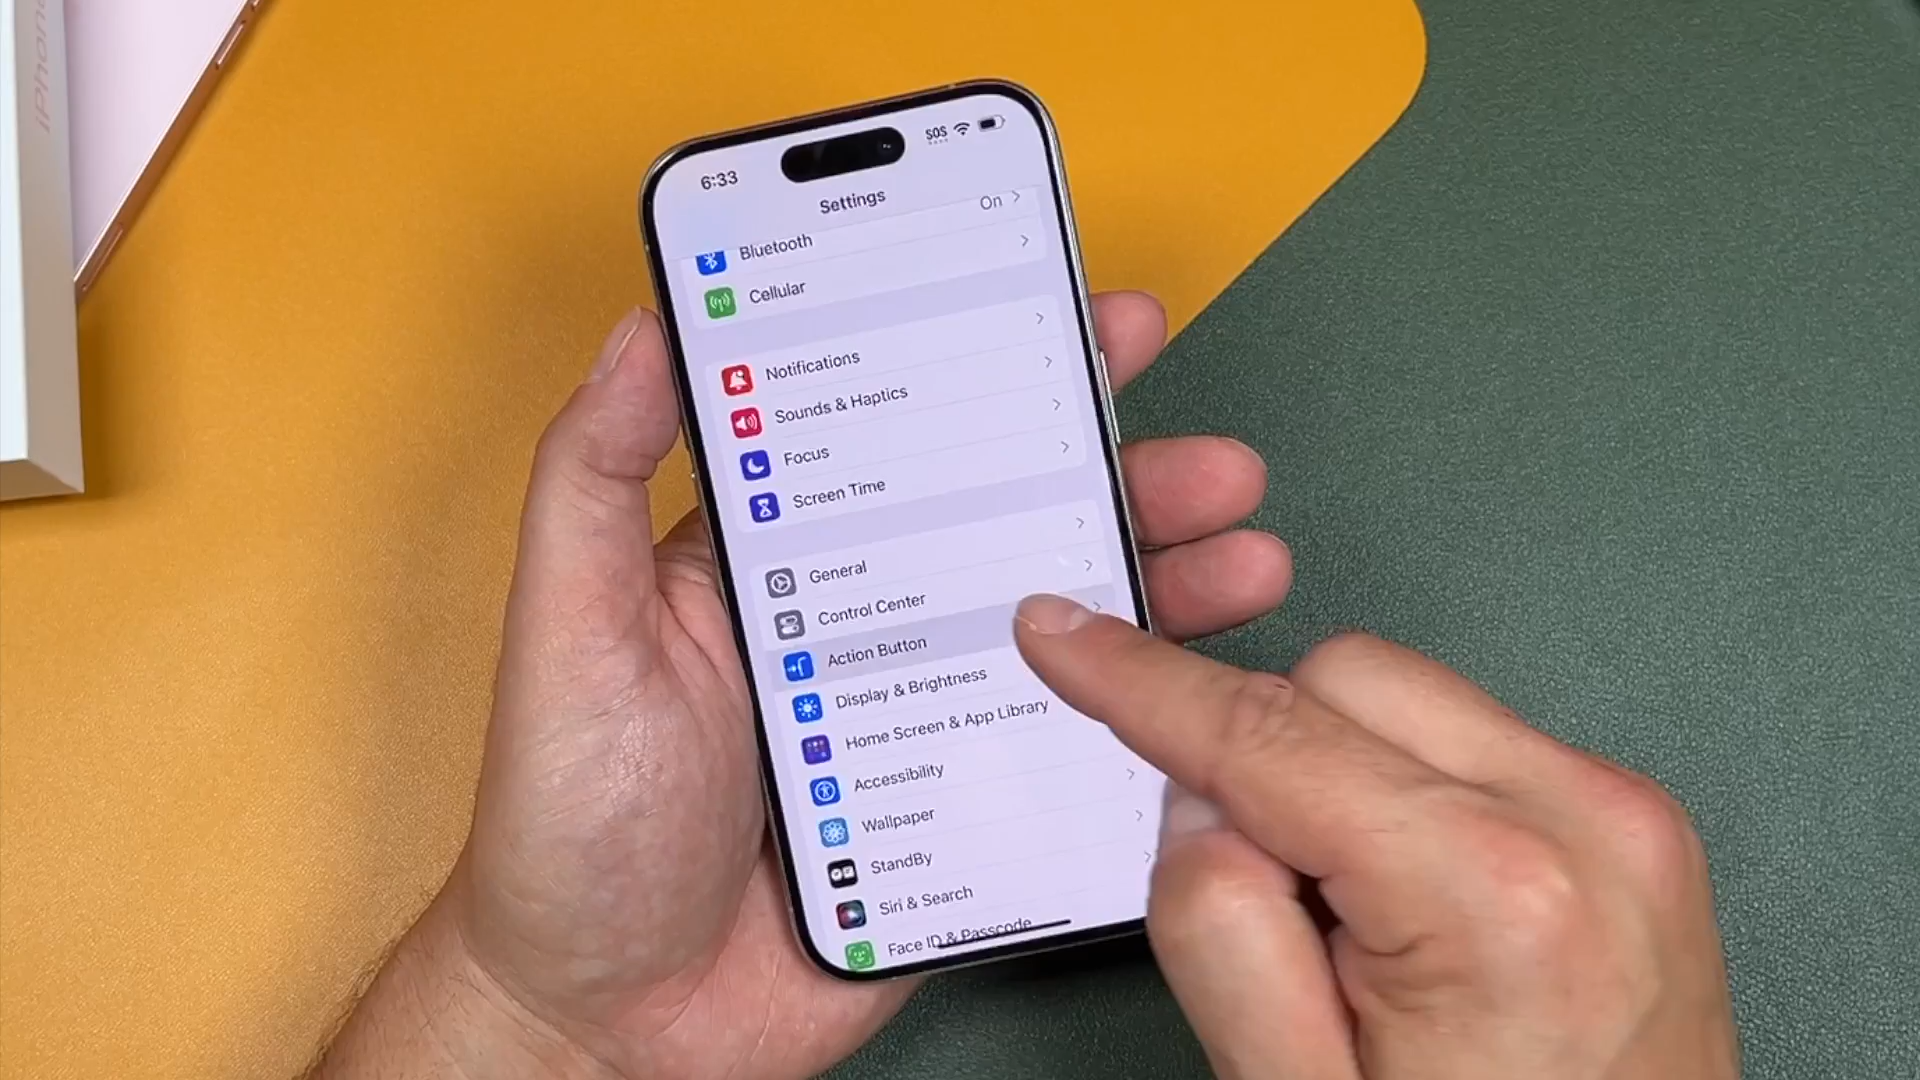 iPhone
6:33
SOS
Settings
On
Bluetooth
Cellular
Notifications
Sounds & Haptics
Focus
Screen Time
General
Control Center
Action Button
Display & Brightness
Home Screen & App Library
Accessibility
Wallpaper
StandBy
Siri & Search
Face ID & Passcode